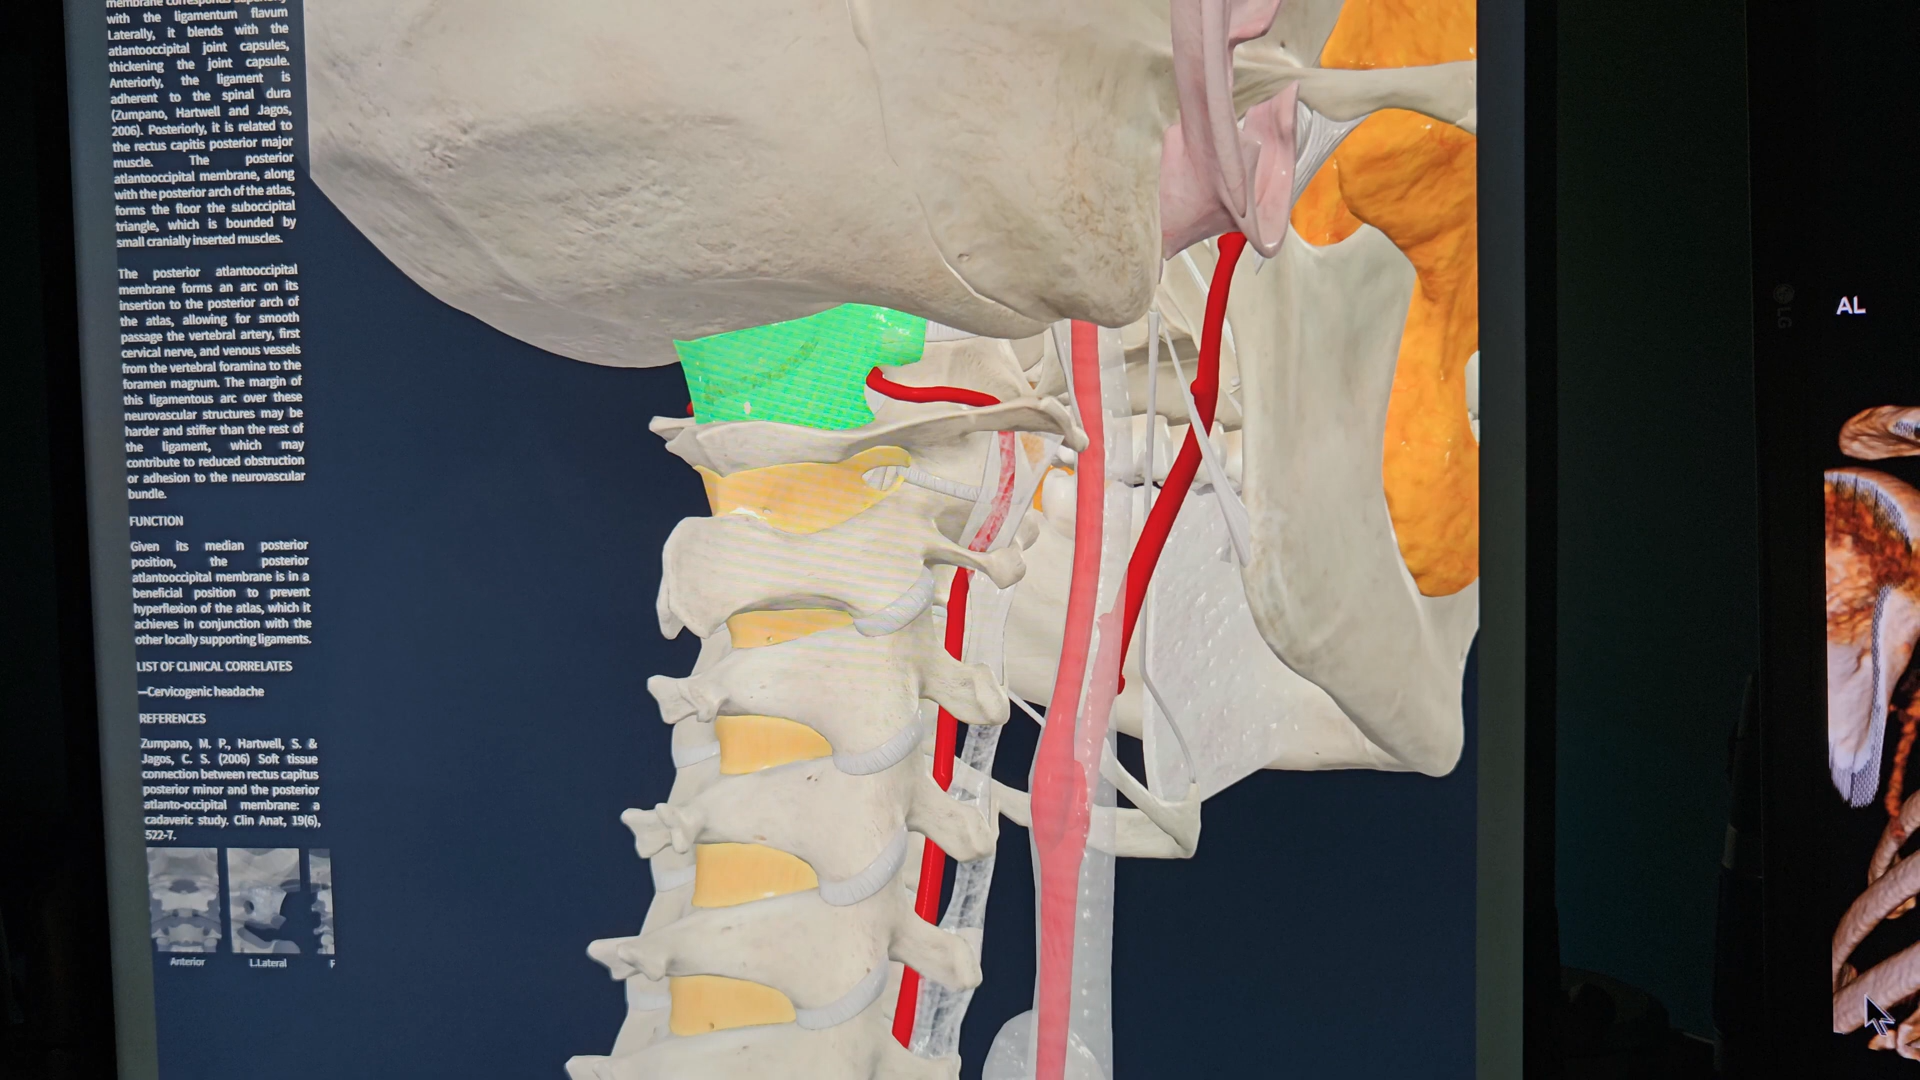 membrane corresponds superiorly
with the ligamentum flavum
Laterally, it blends with the
atlantooccipital joint capsules,
thickening the joint capsule.
Anteriorly, the ligament is
adherent to the spinal dura
(Zumpano, Hartwell and Jagos,
2006). Posteriorly, it is related to
the rectus capitis posterior major
muscle. The posterior
atlantooccipital membrane, along
with the posterior arch of the atlas,
forms the floor the suboccipital
triangle, which is bounded by
small cranially inserted muscles.
The posterior atlantooccipital
membrane forms an arc on its
insertion to the posterior arch of
the atlas, allowing for smooth
passage the vertebral artery, first
cervical nerve, and venous vessels
from the vertebral foramina to the
foramen magnum. The margin of
this ligamentous arc over these
neurovascular structures may be
harder and stiffer than the rest of
the ligament, which may
contribute to reduced obstruction
or adhesion to the neurovascular
bundle.
FUNCTION
Given its median posterior
position, the posterior
atlantooccipital membrane is in a
beneficial position to prevent
hyperflexion of the atlas, which it
achieves in conjunction with the
other locally supporting ligaments.
LIST OF CLINICAL CORRELATES
—Cervicogenic headache
REFERENCES
Zumpano, M. P., Hartwell, S. &
Jagos, C. S. (2006) Soft tissue
connection between rectus capitus
posterior minor and the posterior
atlanto-occipital membrane: a
cadaveric study. Clin Anat, 19(6),
522-7.
Anterior
L.Lateral
AL
LG